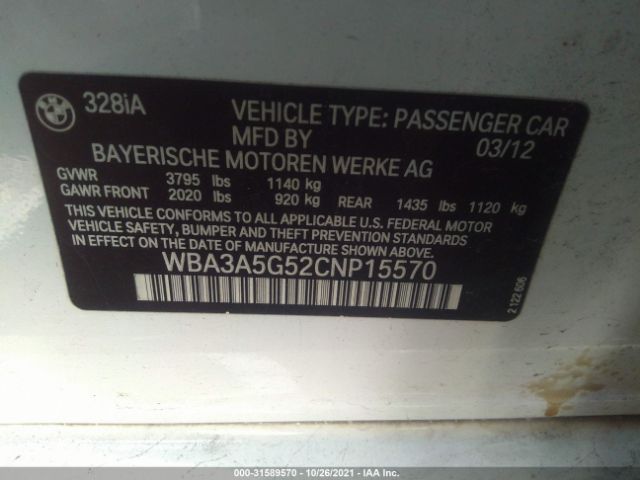 BMW
328iA
VEHICLE TYPE: PASSENGER CAR
MFD BY 03/12
BAYERISCHE MOTOREN WERKE AG
GVWR 3795 lbs 1140 kg
GAWR FRONT 2020 lbs 920 kg REAR 1435 lbs 1120 kg
THIS VEHICLE CONFORMS TO ALL APPLICABLE U.S. FEDERAL MOTOR
VEHICLE SAFETY, BUMPER AND THEFT PREVENTION STANDARDS
IN EFFECT ON THE DATE OF MANUFACTURE SHOWN ABOVE.
WBA3A5G52CNP15570
2 122 606
000-31589570 - 10/26/2021 - IAA Inc.